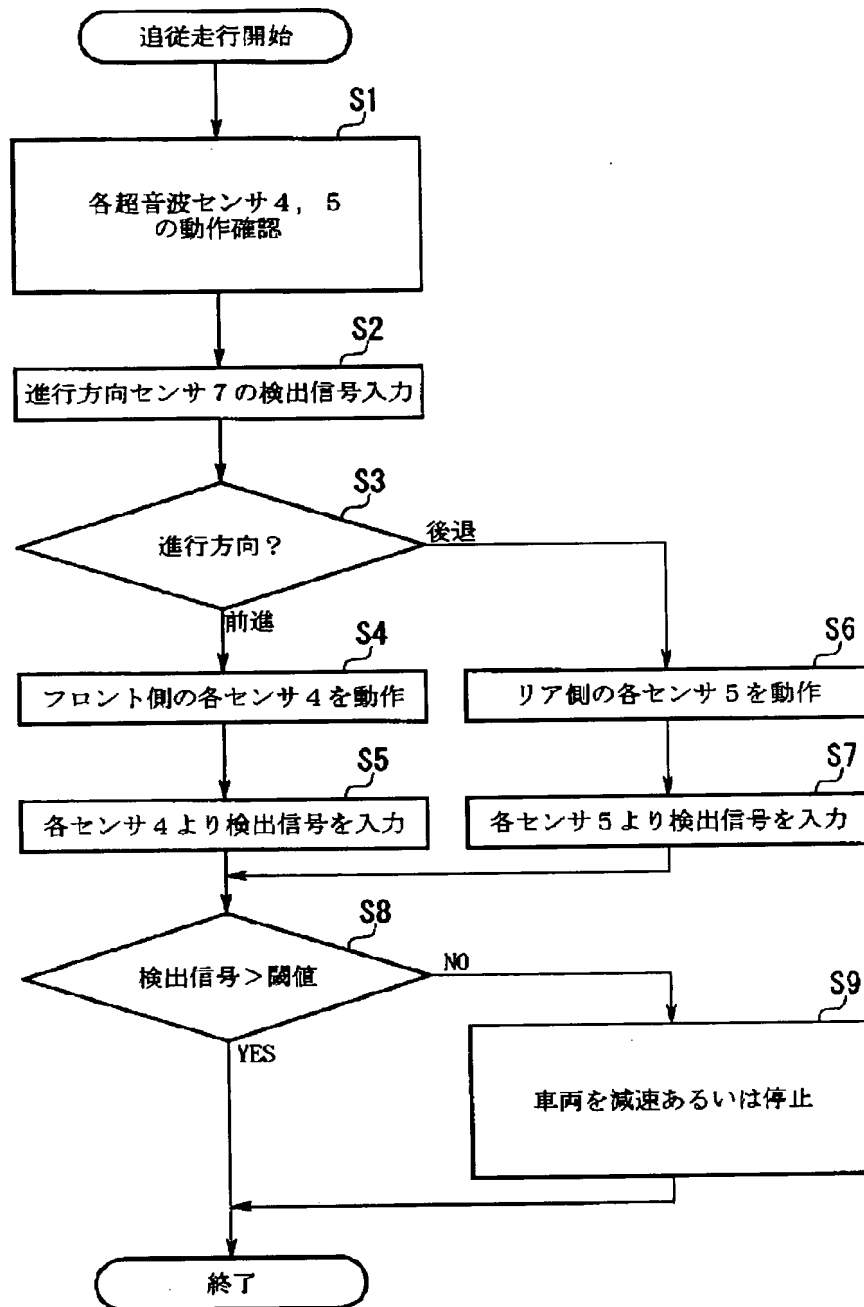 追従走行開始
S1
各超音波センサ4, 5
の動作確認
S2
進行方向センサ7の検出信号入力
S3
進行方向?
後退
前進
S4
フロント側の各センサ4を動作
S5
各センサ4より検出信号を入力
S6
リア側の各センサ5を動作
S7
各センサ5より検出信号を入力
S8
検出信号>閾値
NO
YES
S9
車両を減速あるいは停止
終了